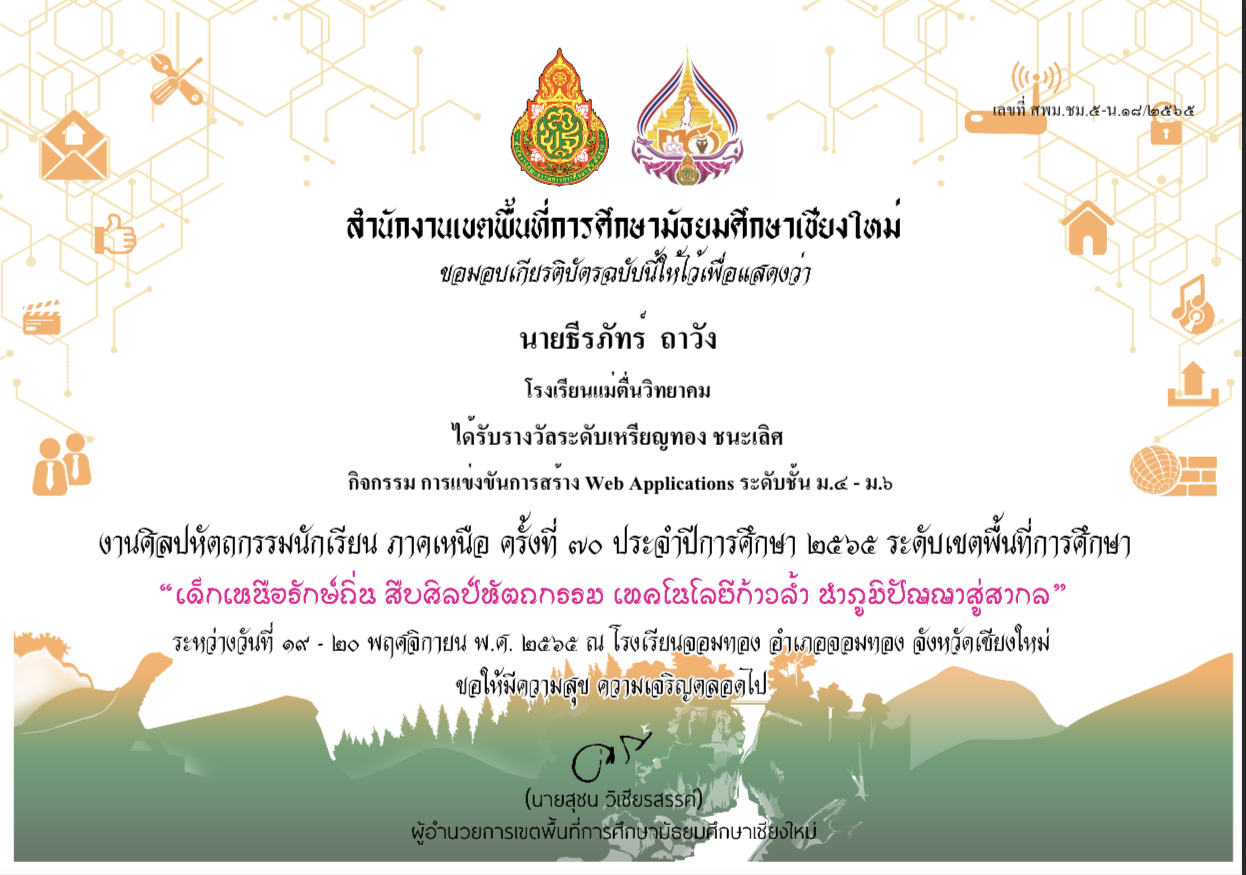 เลขที่ สพม.ชม.๕-น.๑๘/๒๕๖๕
สำนักงานเขตพื้นที่การศึกษามัธยมศึกษาเชียงใหม่
ขอมอบเกียรติบัตรฉบับนี้ให้ไว้เพื่อแสดงว่า
นายธีรภัทร์ ถาวัง
โรงเรียนแม่ตื่นวิทยาคม
ได้รับรางวัลระดับเหรียญทอง ชนะเลิศ
กิจกรรม การแข่งขันการสร้าง Web Applications ระดับชั้น ม.๔ - ม.๖
งานศิลปหัตถกรรมนักเรียน ภาคเหนือ ครั้งที่ ๗๐ ประจำปีการศึกษา ๒๕๖๕ ระดับเขตพื้นที่การศึกษา
“เด็กเหนือรักษ์ถิ่น สืบศิลป์หัตถกรรม เทคโนโลยีก้าวล้ำ นำภูมิปัญญาสู่สากล”
ระหว่างวันที่ ๑๙ - ๒๐ พฤศจิกายน พ.ศ. ๒๕๖๕ ณ โรงเรียนจอมทอง อำเภอจอมทอง จังหวัดเชียงใหม่
ขอให้มีความสุข ความเจริญตลอดไป
(นายสุชน วิเชียรสรรค์)
ผู้อำนวยการเขตพื้นที่การศึกษามัธยมศึกษาเชียงใหม่